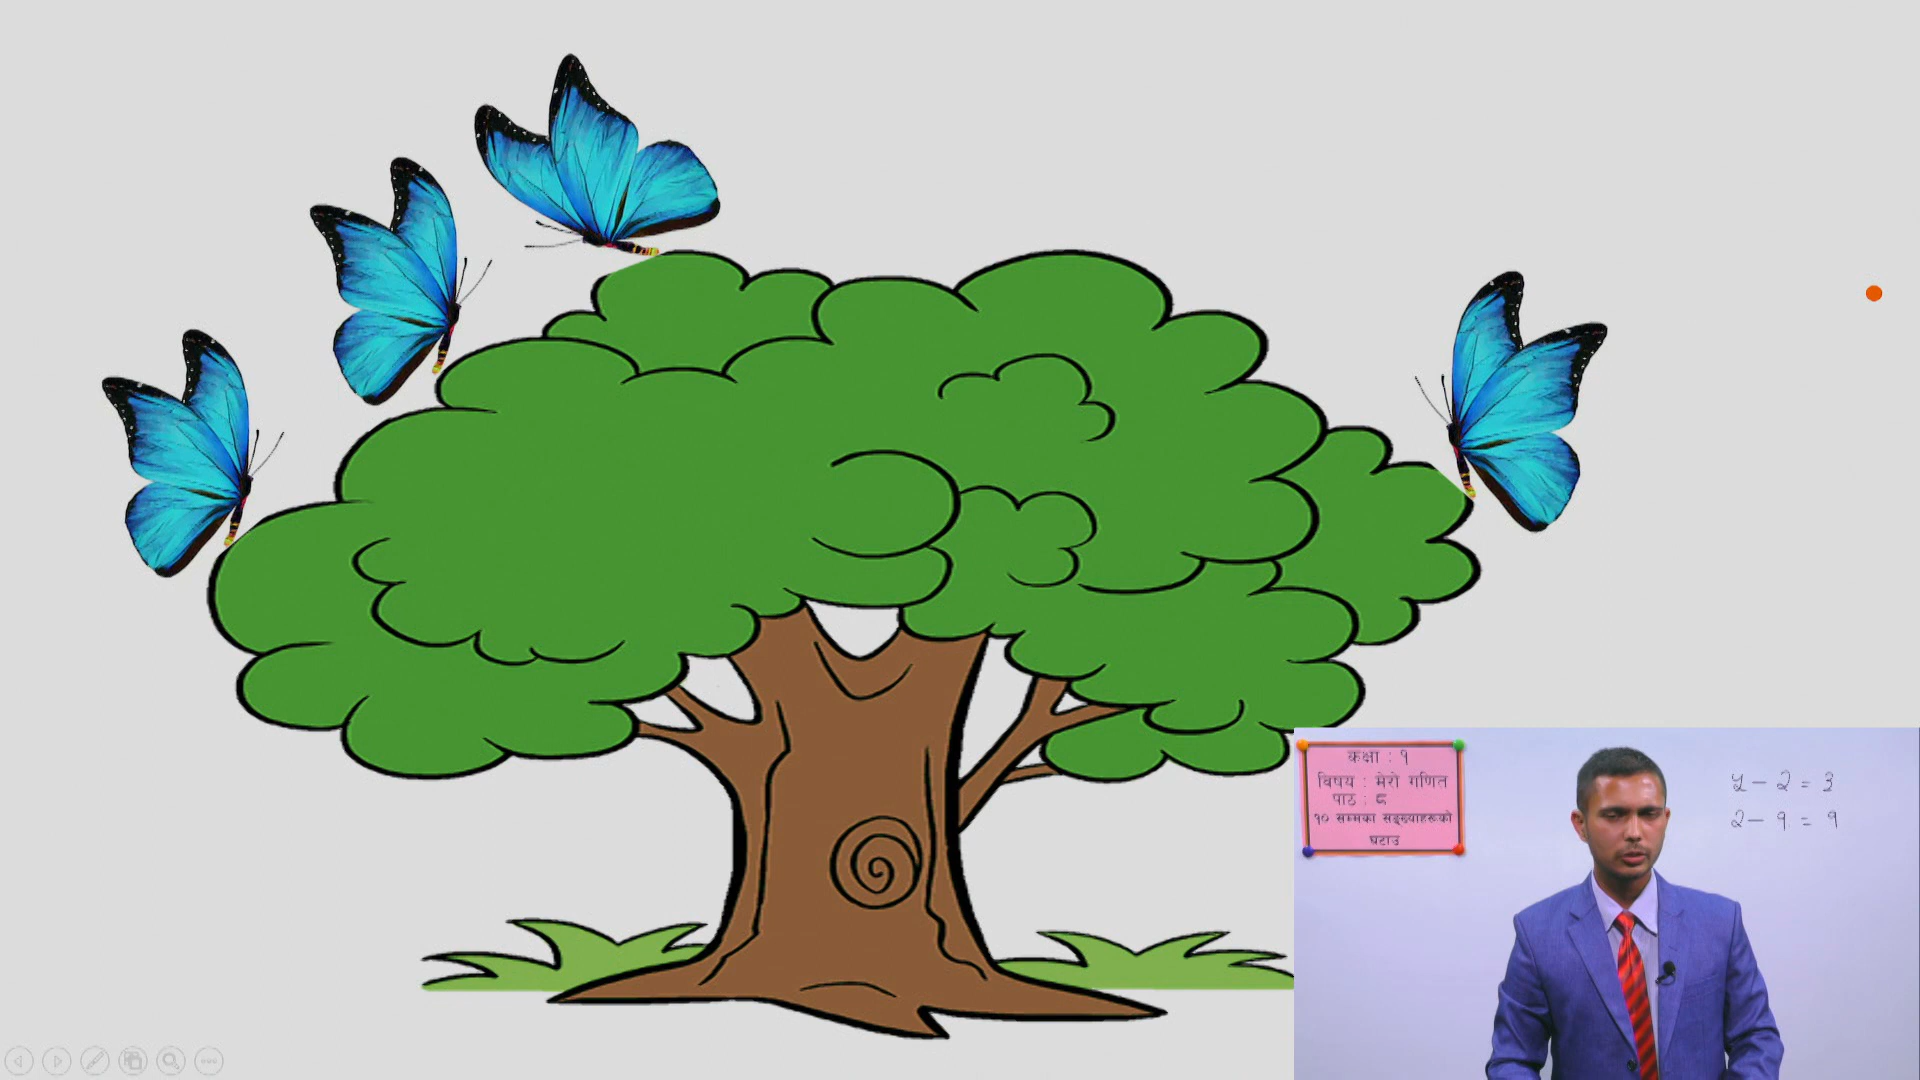 कक्षा : १
विषय : मेरो गणित
पाठ : ८
१० सम्मका सङ्ख्याहरूको
घटाउ
५ – २ = ३
२ – १ = १